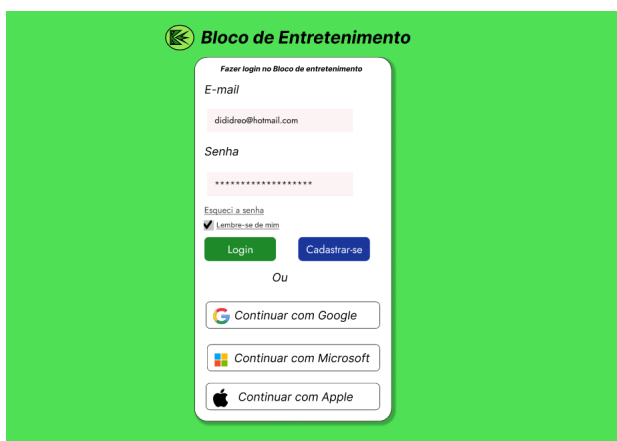 Bloco de Entretenimento
Fazer login no Bloco de entretenimento
E-mail
dididreo@hotmail.com
Senha
*******************
Esqueci a senha
Lembre-se de mim
Login Cadastrar-se
Ou
Continuar com Google
Continuar com Microsoft
Continuar com Apple